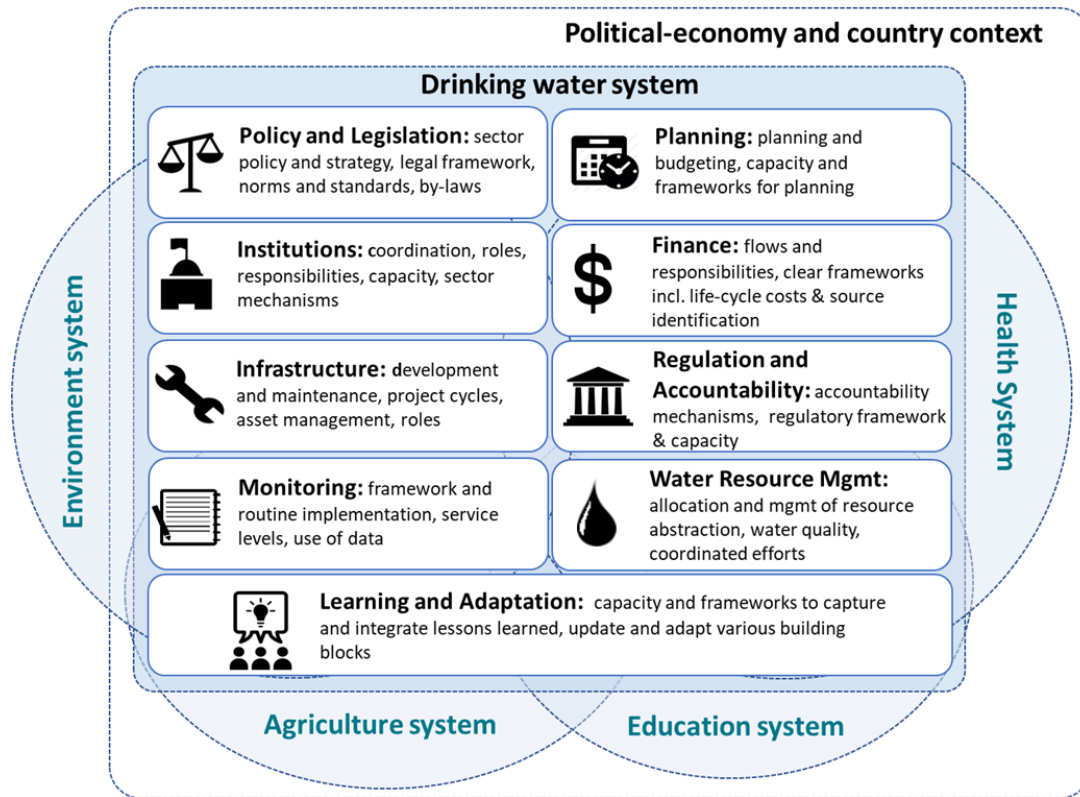 Political-economy and country context
Drinking water system
Policy and Legislation: sector
policy and strategy, legal framework,
norms and standards, by-laws
Planning: planning and
budgeting, capacity and
frameworks for planning
Institutions: coordination, roles,
responsibilities, capacity, sector
mechanisms
Finance: flows and
responsibilities, clear frameworks
incl. life-cycle costs & source
identification
Infrastructure: development
and maintenance, project cycles,
asset management, roles
Regulation and
Accountability: accountability
mechanisms, regulatory framework
& capacity
Monitoring: framework and
routine implementation, service
levels, use of data
Water Resource Mgmt:
allocation and mgmt of resource
abstraction, water quality,
coordinated efforts
Learning and Adaptation: capacity and frameworks to capture
and integrate lessons learned, update and adapt various building
blocks
Environment system
Health System
Agriculture system
Education system